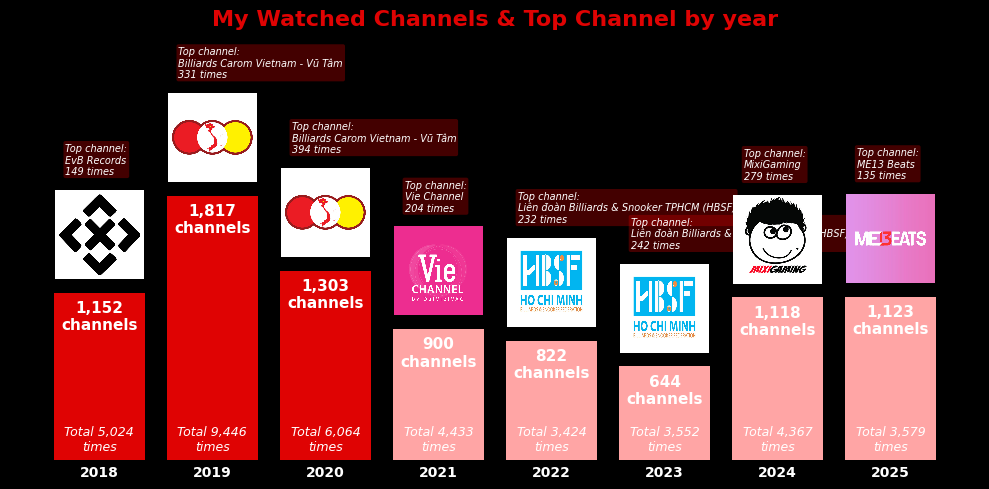 My Watched Channels & Top Channel by year
Top channel:
EvB Records
149 times
1,152
channels
Total 5,024
times
2018
Top channel:
Billiards Carom Vietnam - Vũ Tâm
331 times
1,817
channels
Total 9,446
times
2019
Top channel:
Billiards Carom Vietnam - Vũ Tâm
394 times
1,303
channels
Total 6,064
times
2020
Top channel:
Vie Channel
204 times
Vie
CHANNEL
900
channels
Total 4,433
times
2021
Top channel:
Liên đoàn Billiards & Snooker TPHCM (HBSF)
232 times
HBSF
HO CHI MINH
822
channels
Total 3,424
times
2022
Top channel:
Liên đoàn Billiards &
HBSF)
242 times
HBSF
HO CHI MINH
644
channels
Total 3,552
times
2023
Top channel:
MixiGaming
279 times
MIXIGAMING
1,118
channels
Total 4,367
times
2024
Top channel:
ME13 Beats
135 times
ME13EATS
1,123
channels
Total 3,579
times
2025